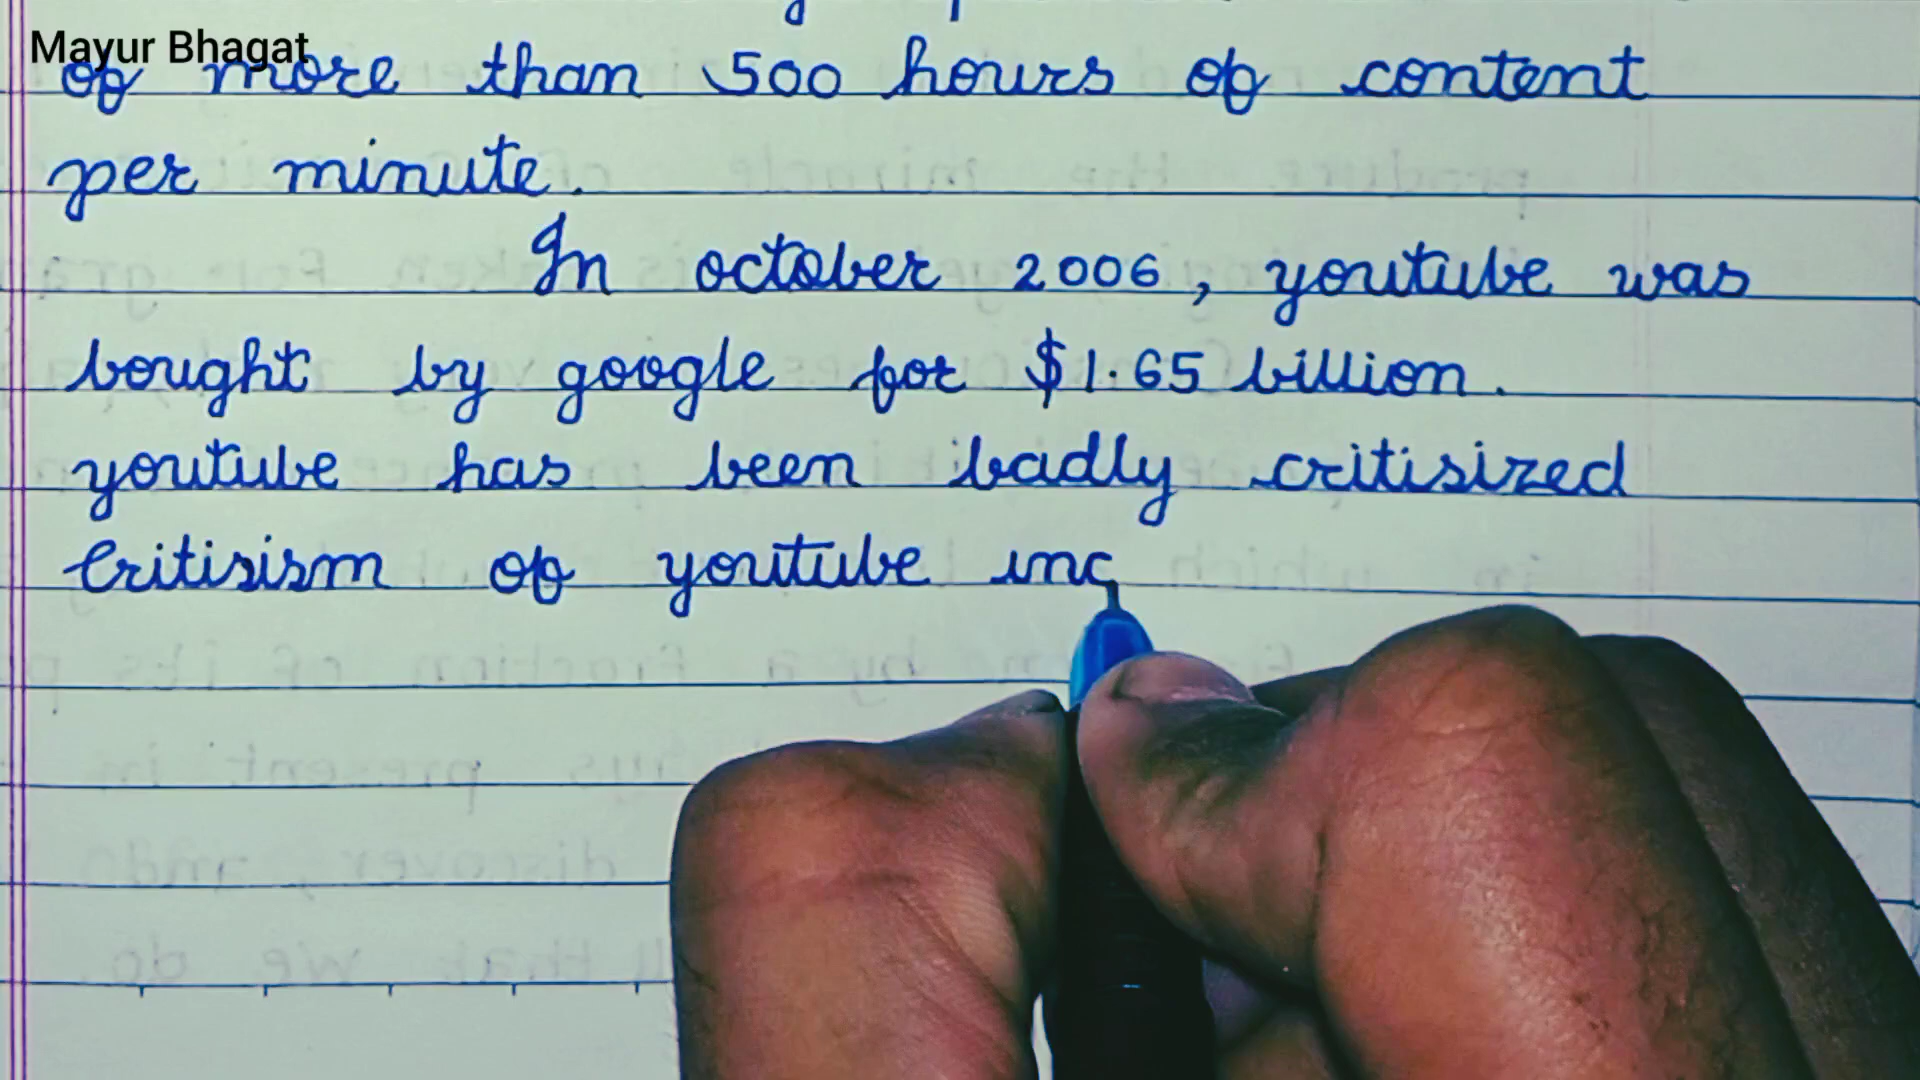 Mayur Bhagat
of more than 500 hours of content
per minute.
In october 2006, youtube was
bought by google for $1.65 billion.
youtube has been badly critisized
Critisism of youtube inc